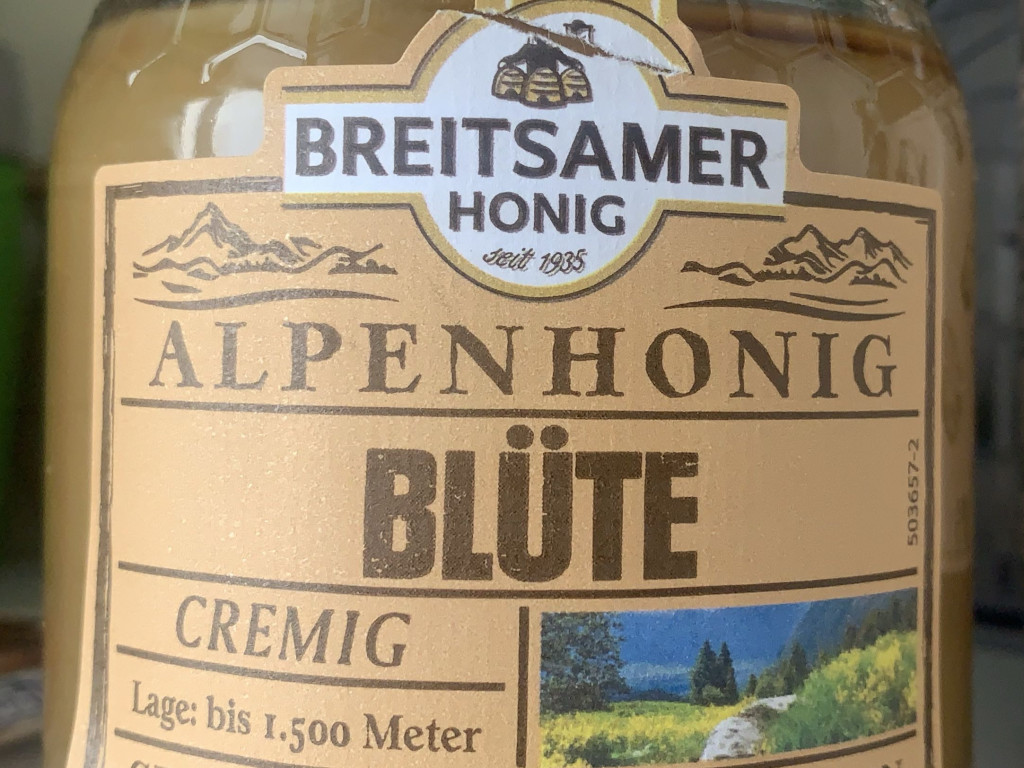 BREITSAMER
HONIG
seit 1935
ALPENHONIG
BLÜTE
503657-2
CREMIG
Lage: bis 1.500 Meter